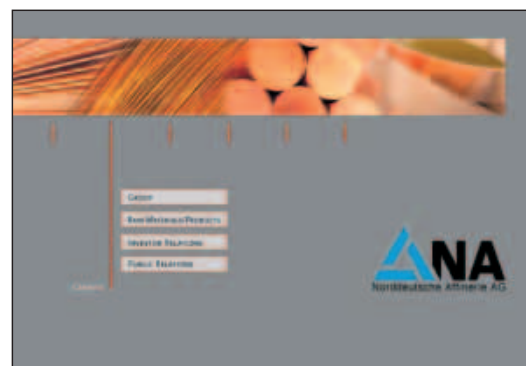 GROUP
RAW MATERIALS/PRODUCTS
INVESTOR RELATIONS
PUBLIC RELATIONS
NA
Norddeutsche Affinerie AG